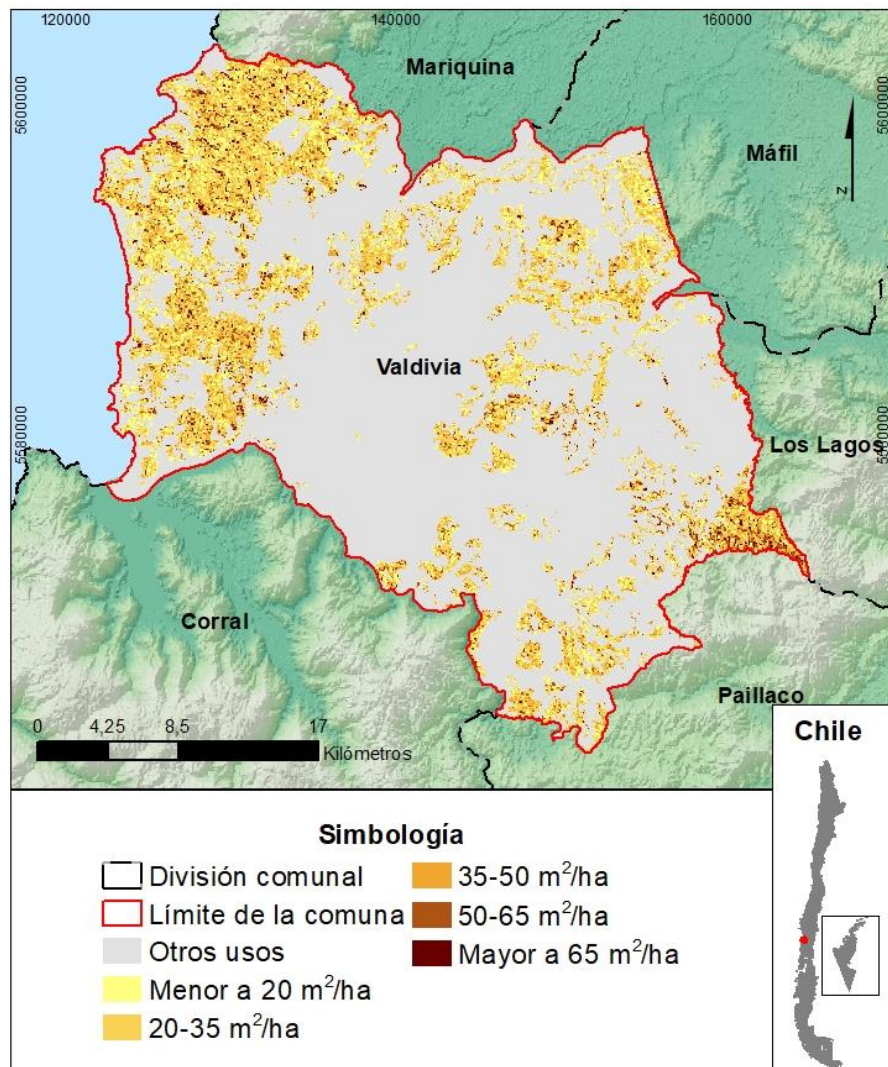 120000 140000 160000
5600000 5600000
Mariquina
Máfil
N
Valdivia
5580000
Los Lagos
Corral
Paillaco
0 4,25 8,5 17
Kilómetros
Chile
Simbología
División comunal
Límite de la comuna
Otros usos
Menor a 20 m²/ha
20-35 m²/ha
35-50 m²/ha
50-65 m²/ha
Mayor a 65 m²/ha